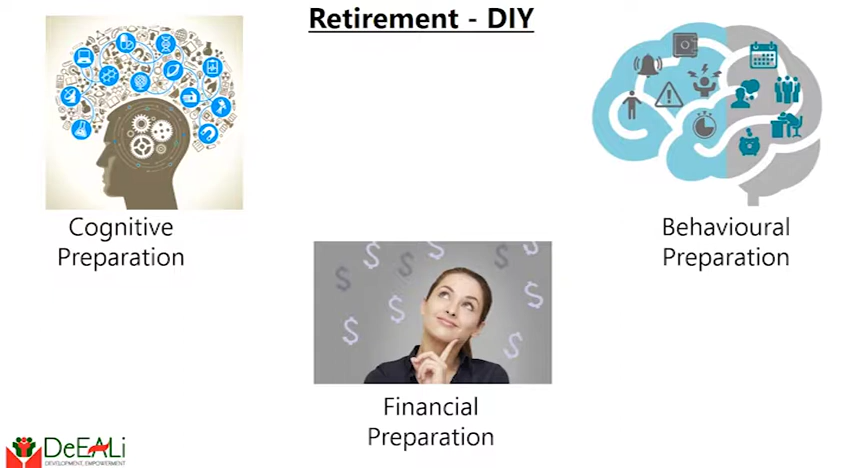 Retirement - DIY
Cognitive
Preparation
Behavioural
Preparation
$ $ $ $ $ $ $ $ $
Financial
Preparation
DeEALi
DEVELOPMENT, EMPOWERMENT